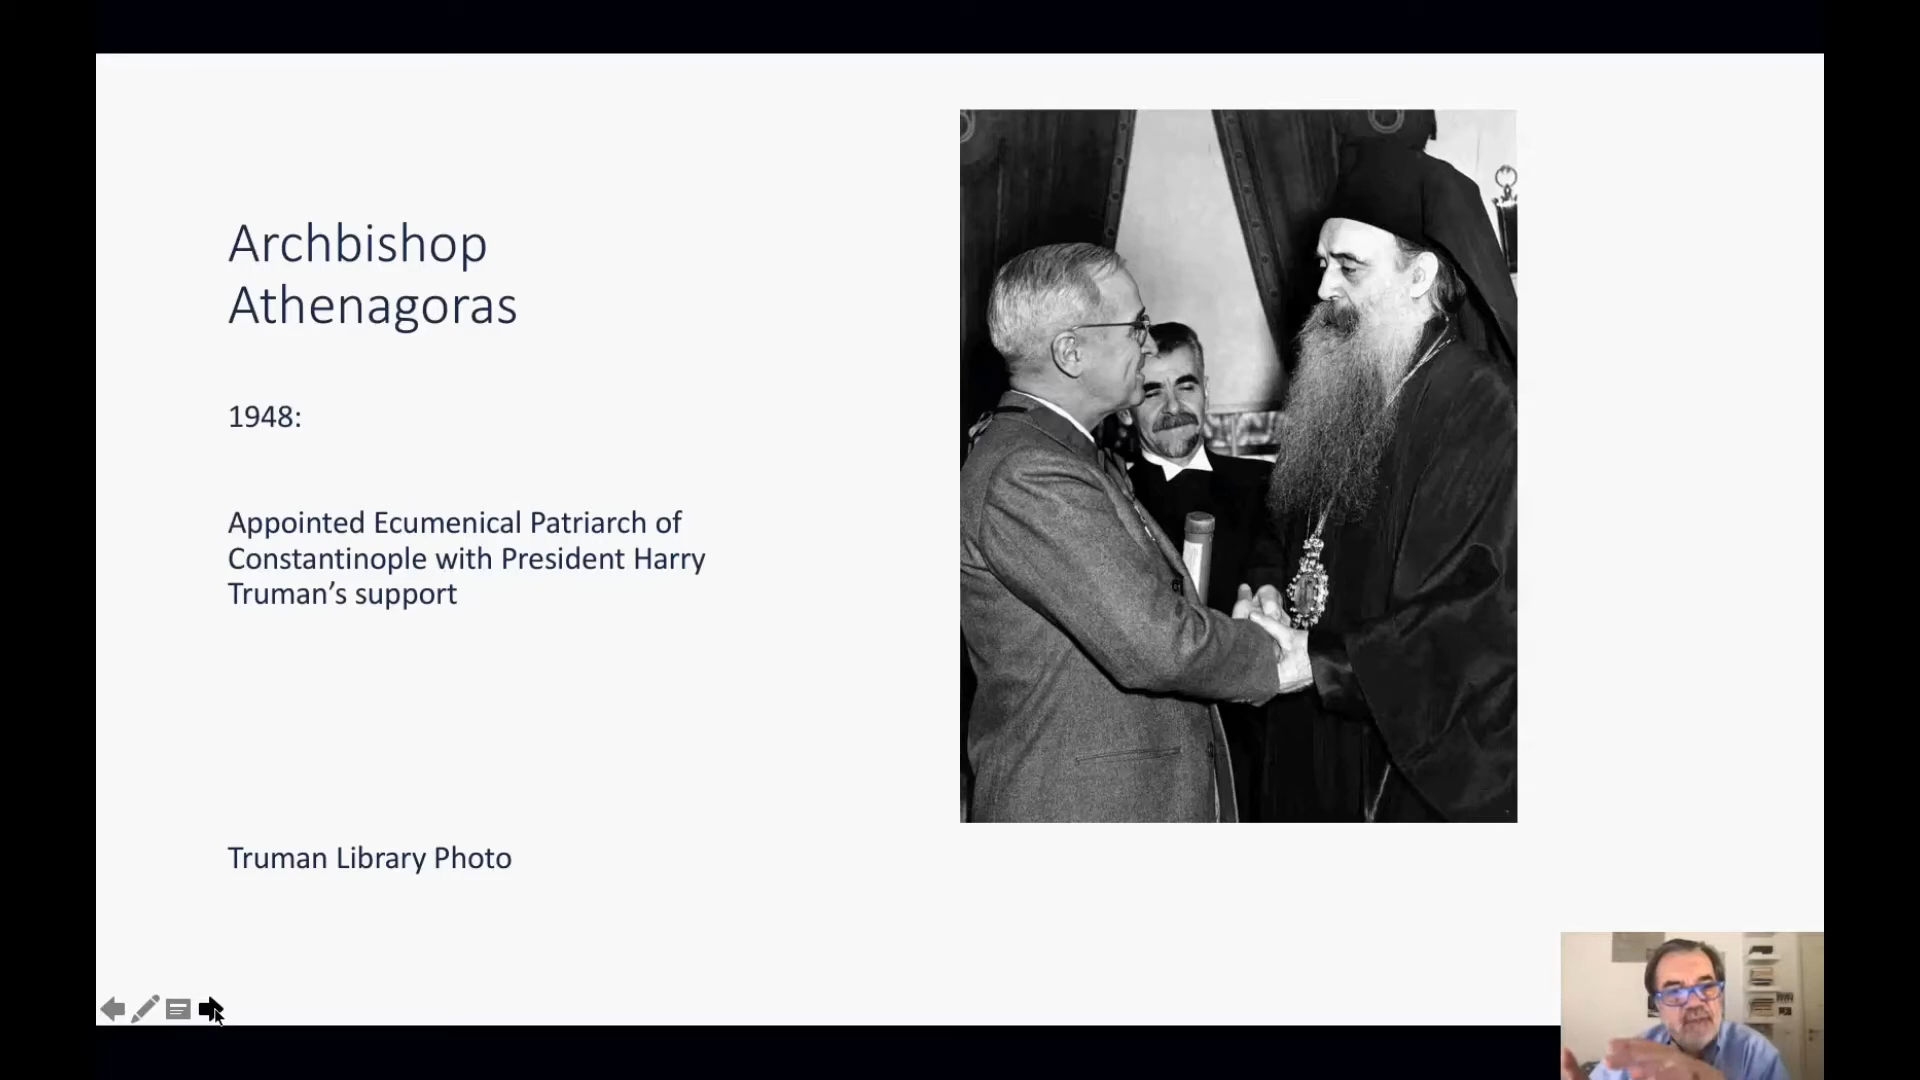 Archbishop
Athenagoras
1948:
Appointed Ecumenical Patriarch of
Constantinople with President Harry
Truman’s support
Truman Library Photo